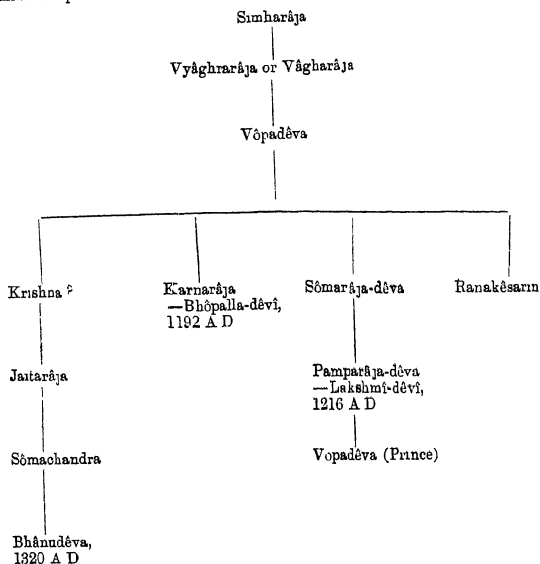 Simharâja
Vyâghrarâja or Vâgharâja
Vôpadêva
Krishna ?
Karnarâja
—Bhôpalla-dêvî,
1192 A D
Sômarâja-dêva
Ranakêsarin
Jaitarâja
Pamparâja-dêva
—Lakshmî-dêvî,
1216 A D
Sômachandra
Vopadêva (Prince)
Bhânudêva,
1320 A D